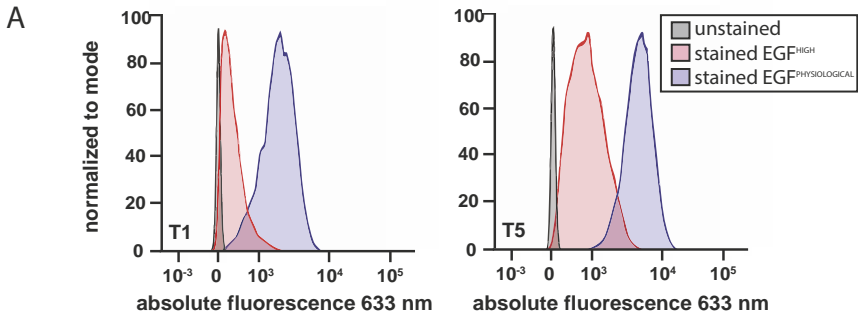 A
100
80
60
40
20
0
normalized to mode
T1
10⁻³ 0 10³ 10⁴ 10⁵
absolute fluorescence 633 nm
100
80
60
40
20
0
T5
10⁻³ 0 10³ 10⁴ 10⁵
absolute fluorescence 633 nm
unstained
stained EGFᴴᴵᴳᴴ
stained EGFᴾᴴʸˢᴵᴼᴸᴼᴳᴵᶜᴬᴸ